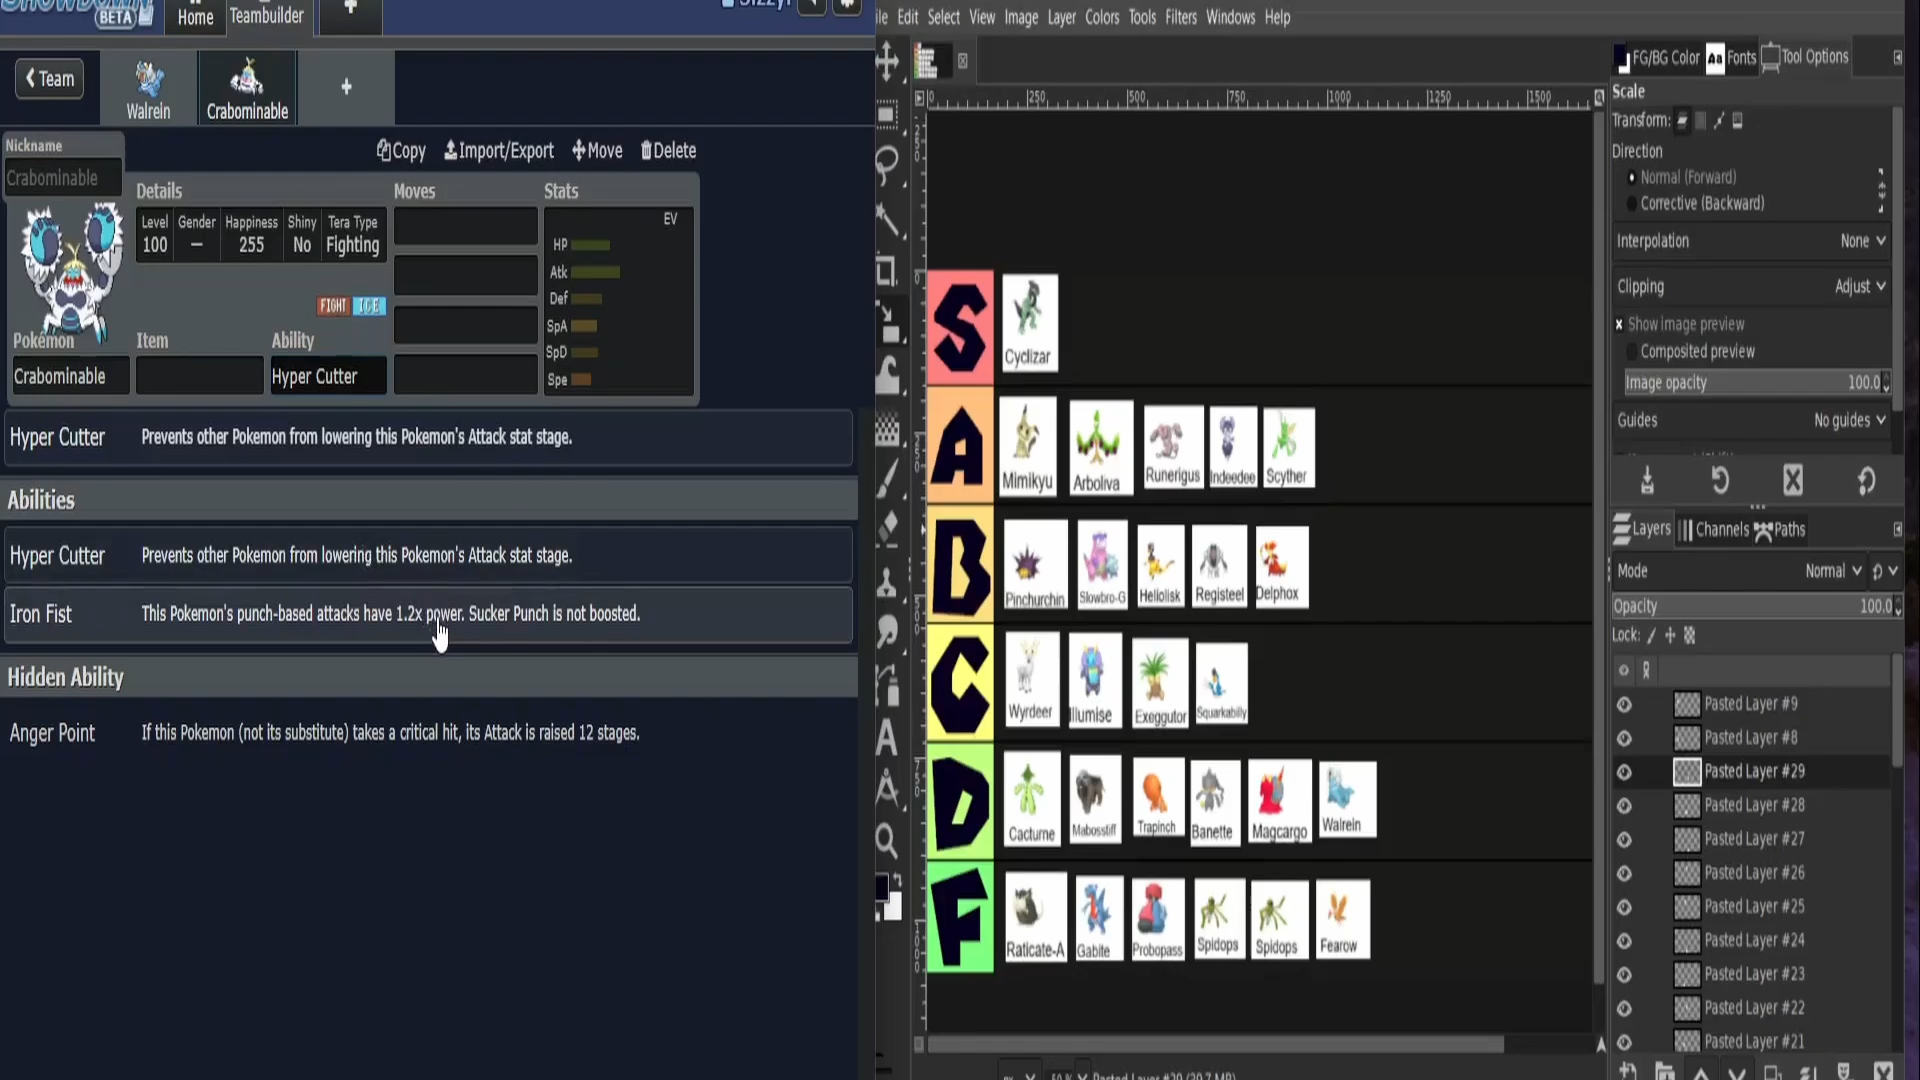 SHOWDOWN
BETA
Home
Teambuilder
+
Team
Walrein
Crabominable
+
Nickname
Crabominable
Copy
Import/Export
Move
Delete
Details
Moves
Stats
Level
Gender
Happiness
Shiny
Tera Type
100
—
255
No
Fighting
EV
HP
Atk
Def
SpA
SpD
Spe
FIGHT
ICE
Pokémon
Item
Ability
Crabominable
Hyper Cutter
Hyper Cutter
Prevents other Pokemon from lowering this Pokemon's Attack stat stage.
Abilities
Hyper Cutter
Prevents other Pokemon from lowering this Pokemon's Attack stat stage.
Iron Fist
This Pokemon's punch-based attacks have 1.2x power. Sucker Punch is not boosted.
Hidden Ability
Anger Point
If this Pokemon (not its substitute) takes a critical hit, its Attack is raised 12 stages.
Edit Select View Image Layer Colors Tools Filters Windows Help
0 250 500 750 1000 1250 1500
S
Cyclizar
A
Mimikyu
Arboliva
Runerigus
Indeedee
Scyther
B
Pinchurchin
Slowbro-G
Heliolisk
Registeel
Delphox
C
Wyrdeer
Illumise
Exeggutor
Squarkabilly
D
Cacturne
Mabosstiff
Trapinch
Banette
Magcargo
Walrein
F
Raticate-A
Gabite
Probopass
Spidops
Spidops
Fearow
FG/BG Color
Aa
Fonts
Tool Options
Scale
Transform:
Direction
Normal (Forward)
Corrective (Backward)
Interpolation
None
Clipping
Adjust
Show image preview
Composited preview
Image opacity
100.0
Guides
No guides
Layers
Channels
Paths
Mode
Normal
Opacity
100.0
Lock:
Pasted Layer #9
Pasted Layer #8
Pasted Layer #29
Pasted Layer #28
Pasted Layer #27
Pasted Layer #26
Pasted Layer #25
Pasted Layer #24
Pasted Layer #23
Pasted Layer #22
Pasted Layer #21